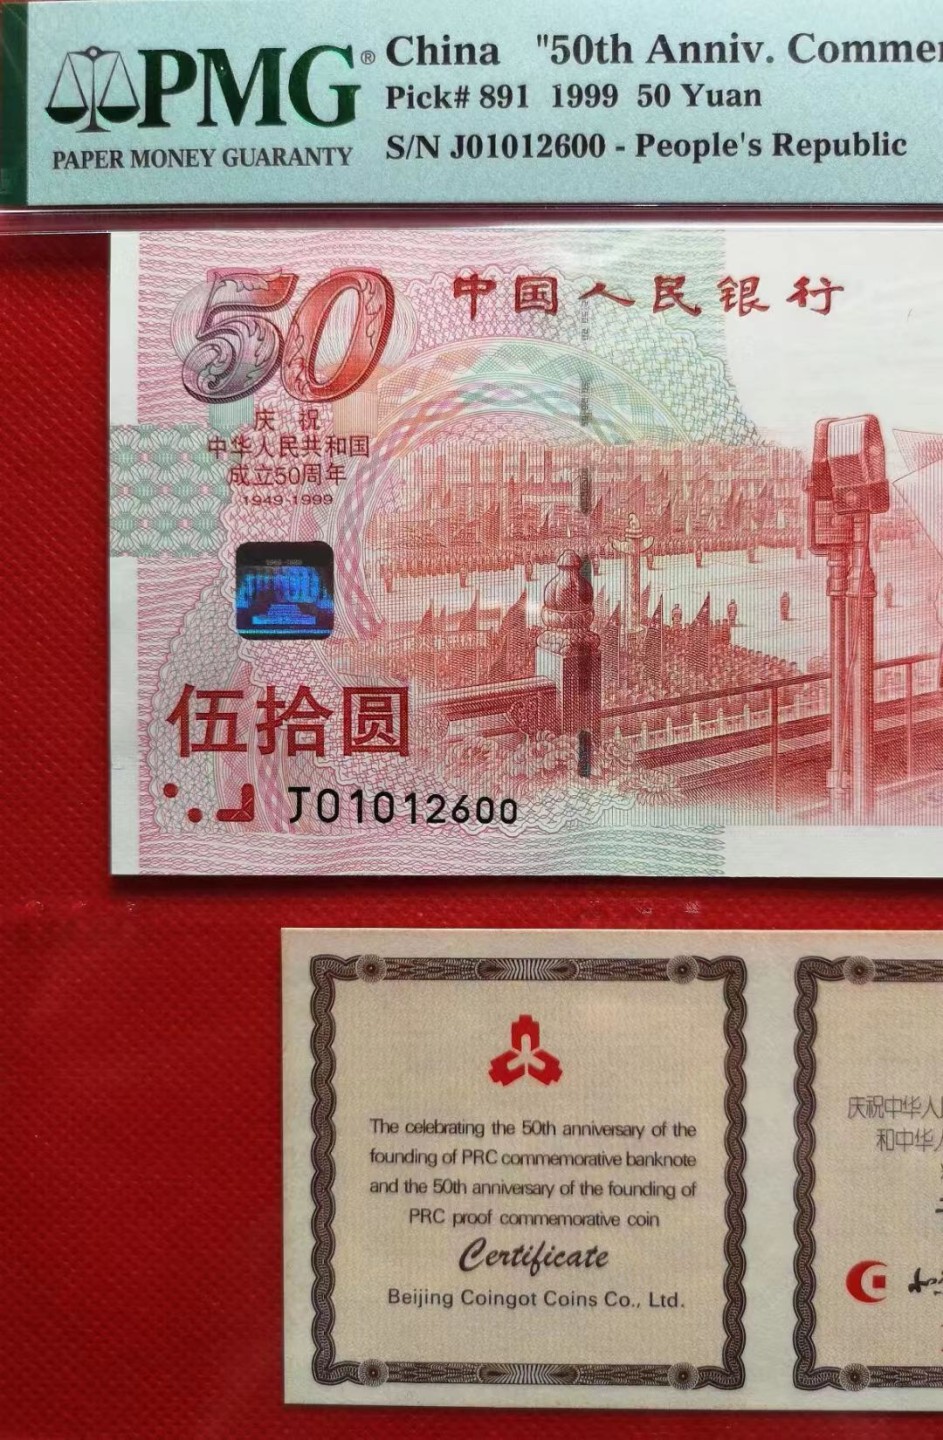 PMG® China "50th Anniv. Comme
Pick# 891 1999 50 Yuan
PAPER MONEY GUARANTY
S/N J01012600 - People's Republic
50
中国人民银行
庆祝
中华人民共和国
成立50周年
1949-1999
伍拾圆
J01012600
The celebrating the 50th anniversary of the
founding of PRC commemorative banknote
and the 50th anniversary of the founding of
PRC proof commemorative coin
Certificate
Beijing Coingot Coins Co., Ltd.
庆祝中华人
和中华